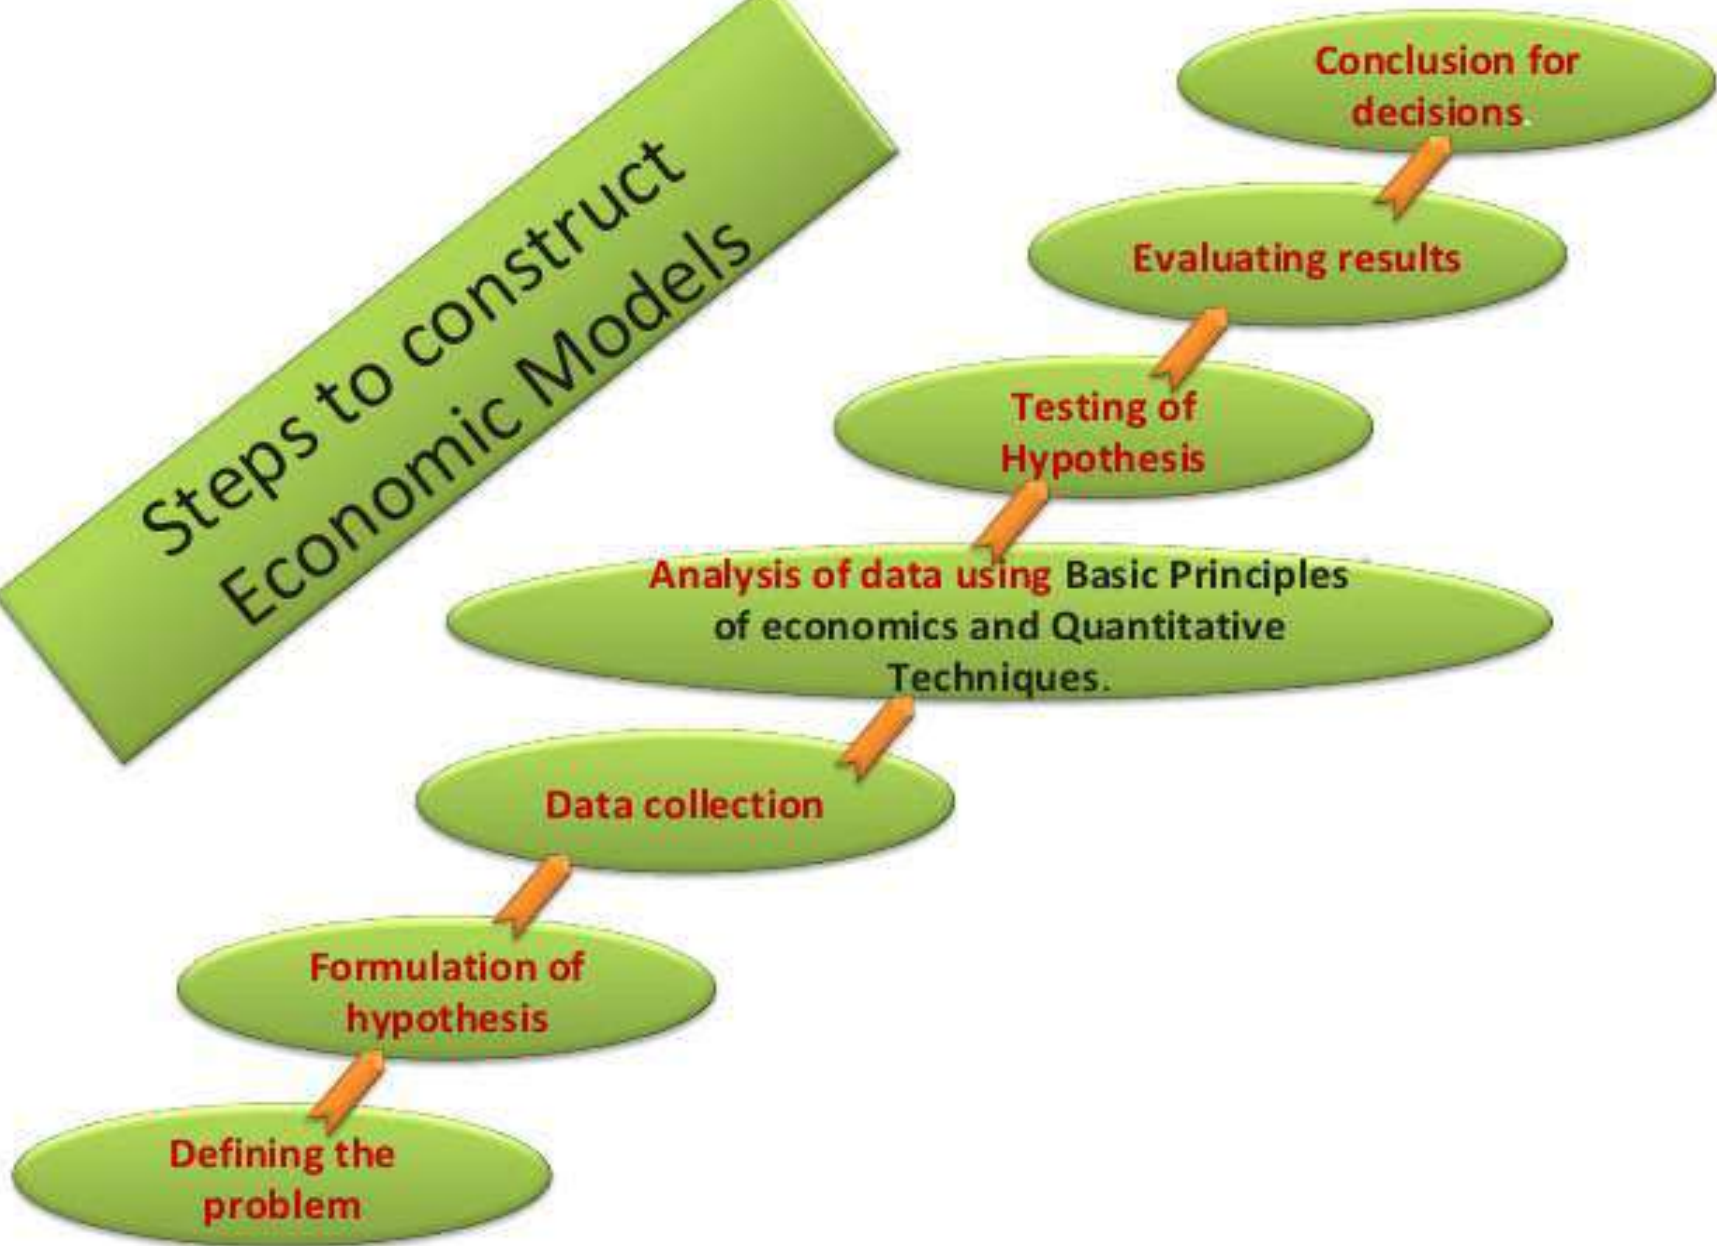 Steps to construct
Economic Models
Conclusion for
decisions.
Evaluating results
Testing of
Hypothesis
Analysis of data using Basic Principles
of economics and Quantitative
Techniques.
Data collection
Formulation of
hypothesis
Defining the
problem